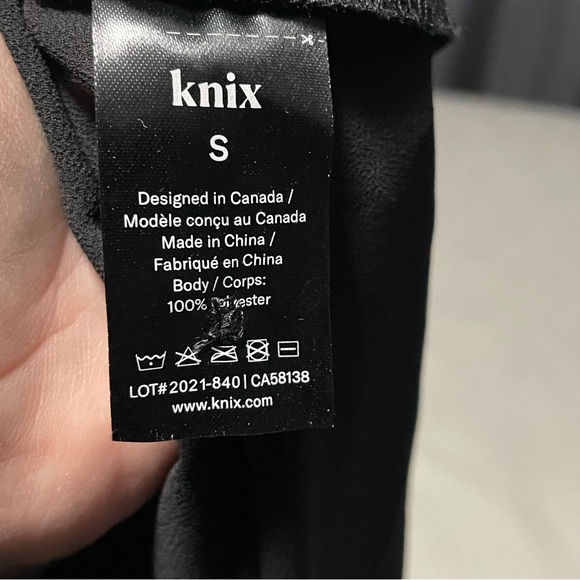 knix
S
Designed in Canada /
Modèle conçu au Canada
Made in China /
Fabriqué en China
Body / Corps:
100% Polyester
LOT# 2021-840 | CA58138
www.knix.com